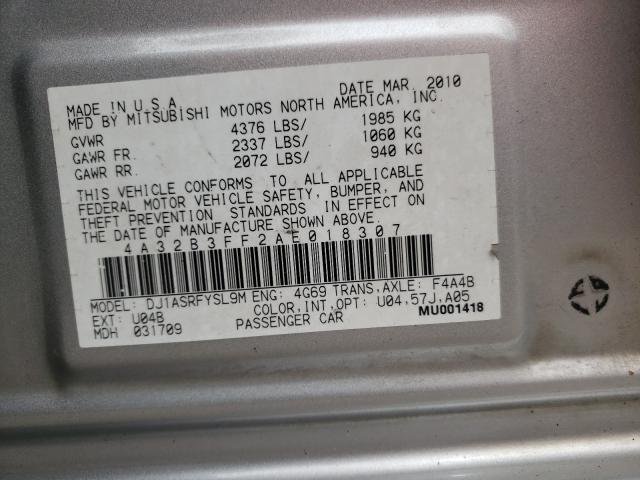 DATE MAR. 2010
MADE IN U.S.A.
MFD BY MITSUBISHI MOTORS NORTH AMERICA, INC.
GVWR 4376 LBS/ 1985 KG
GAWR FR. 2337 LBS/ 1060 KG
GAWR RR. 2072 LBS/ 940 KG
THIS VEHICLE CONFORMS TO ALL APPLICABLE
FEDERAL MOTOR VEHICLE SAFETY, BUMPER, AND
THEFT PREVENTION STANDARDS IN EFFECT ON
THE DATE OF MANUFACTURE SHOWN ABOVE.
4A32B3FF2AE018307
MODEL: DJ1ASRFYSL9M ENG: 4G69 TRANS,AXLE: F4A4B
EXT: U04B COLOR,INT,OPT: U04,57J,A05
MDH 031709 PASSENGER CAR MU001418